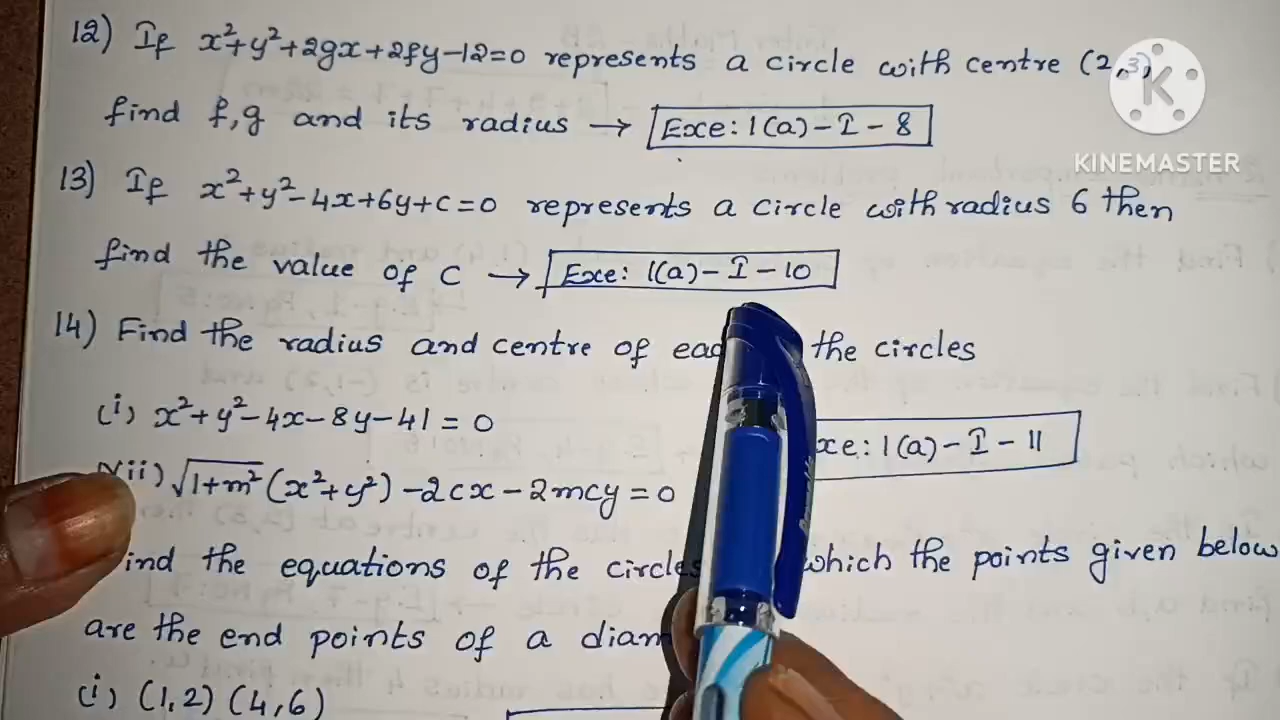 12) If x²+y²+2gx+2fy-12=0 represents a circle with centre (2,3),
KINEMASTER
find f,g and its radius → Exe: 1(a)-I-8
13) If x²+y²-4x+6y+c=0 represents a circle with radius 6 then
find the value of c → Exe: 1(a)-I-10
14) Find the radius and centre of the circles
(i) x²+y²-4x-8y-41=0
xe: 1(a)-I-11
ii) √1+m² (x²+y²)-2cx-2mcy=0
ind the equations of the circles which the points given below
are the end points of a diam
(i) (1,2) (4,6)